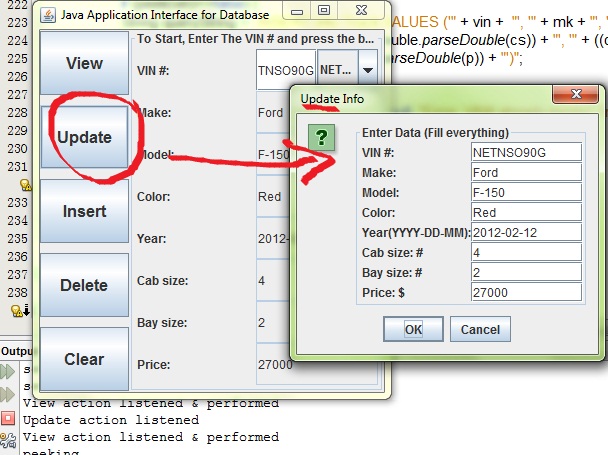 222
223
224
225
226
227
228
229
230
231
233
234
235
236
237
238
VALUES ('" + vin + "', '" + mk + "', '"
uble.parseDouble(cs)) + "', '" + ((d
arseDouble(p)) + "')";
Java Application Interface for Database
To Start, Enter The VIN # and press the b...
View
Update
Insert
Delete
Clear
VIN #:
TNSO90G
NET...
Make:
Ford
Model:
F-150
Color:
Red
Year:
2012-
Cab size:
4
Bay size:
2
Price:
27000
Update Info
?
Enter Data (Fill everything)
VIN #:
NETNSO90G
Make:
Ford
Model:
F-150
Color:
Red
Year(YYYY-DD-MM):
2012-02-12
Cab size: #
4
Bay size: #
2
Price: $
27000
OK
Cancel
Outpu
View action listened & performed
Update action listened
View action listened & performed
peeking